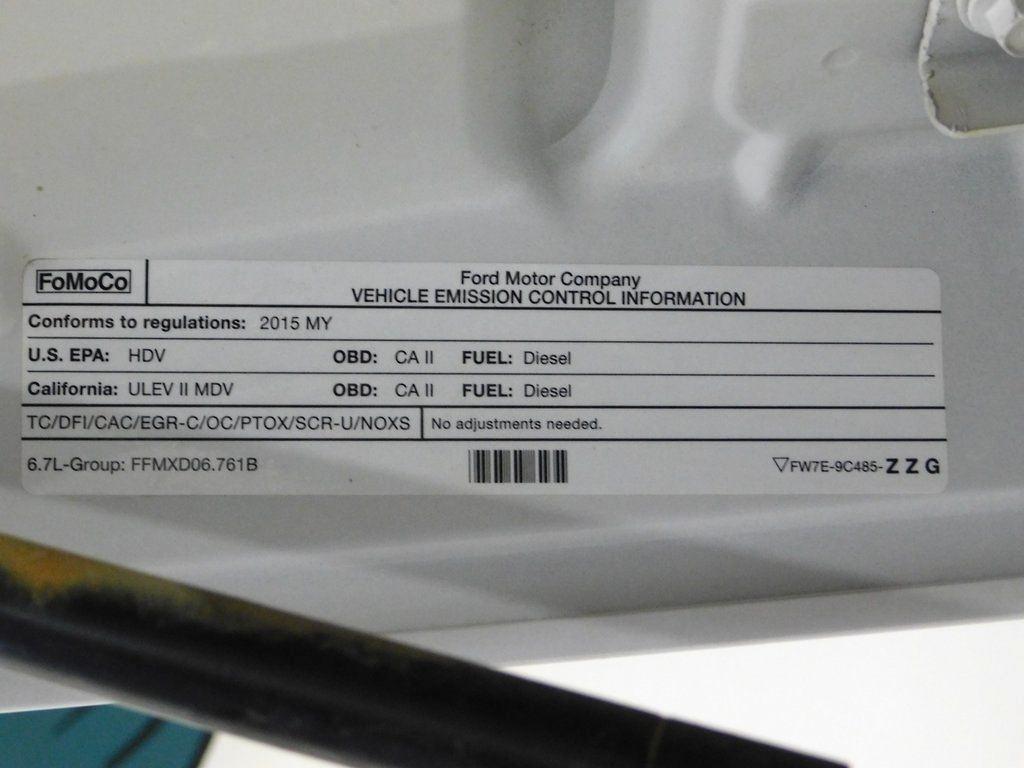 FoMoCo
Ford Motor Company
VEHICLE EMISSION CONTROL INFORMATION
Conforms to regulations: 2015 MY
U.S. EPA: HDV OBD: CA II FUEL: Diesel
California: ULEV II MDV OBD: CA II FUEL: Diesel
TC/DFI/CAC/EGR-C/OC/PTOX/SCR-U/NOXS No adjustments needed.
6.7L-Group: FFMXD06.761B ▽FW7E-9C485-Z Z G